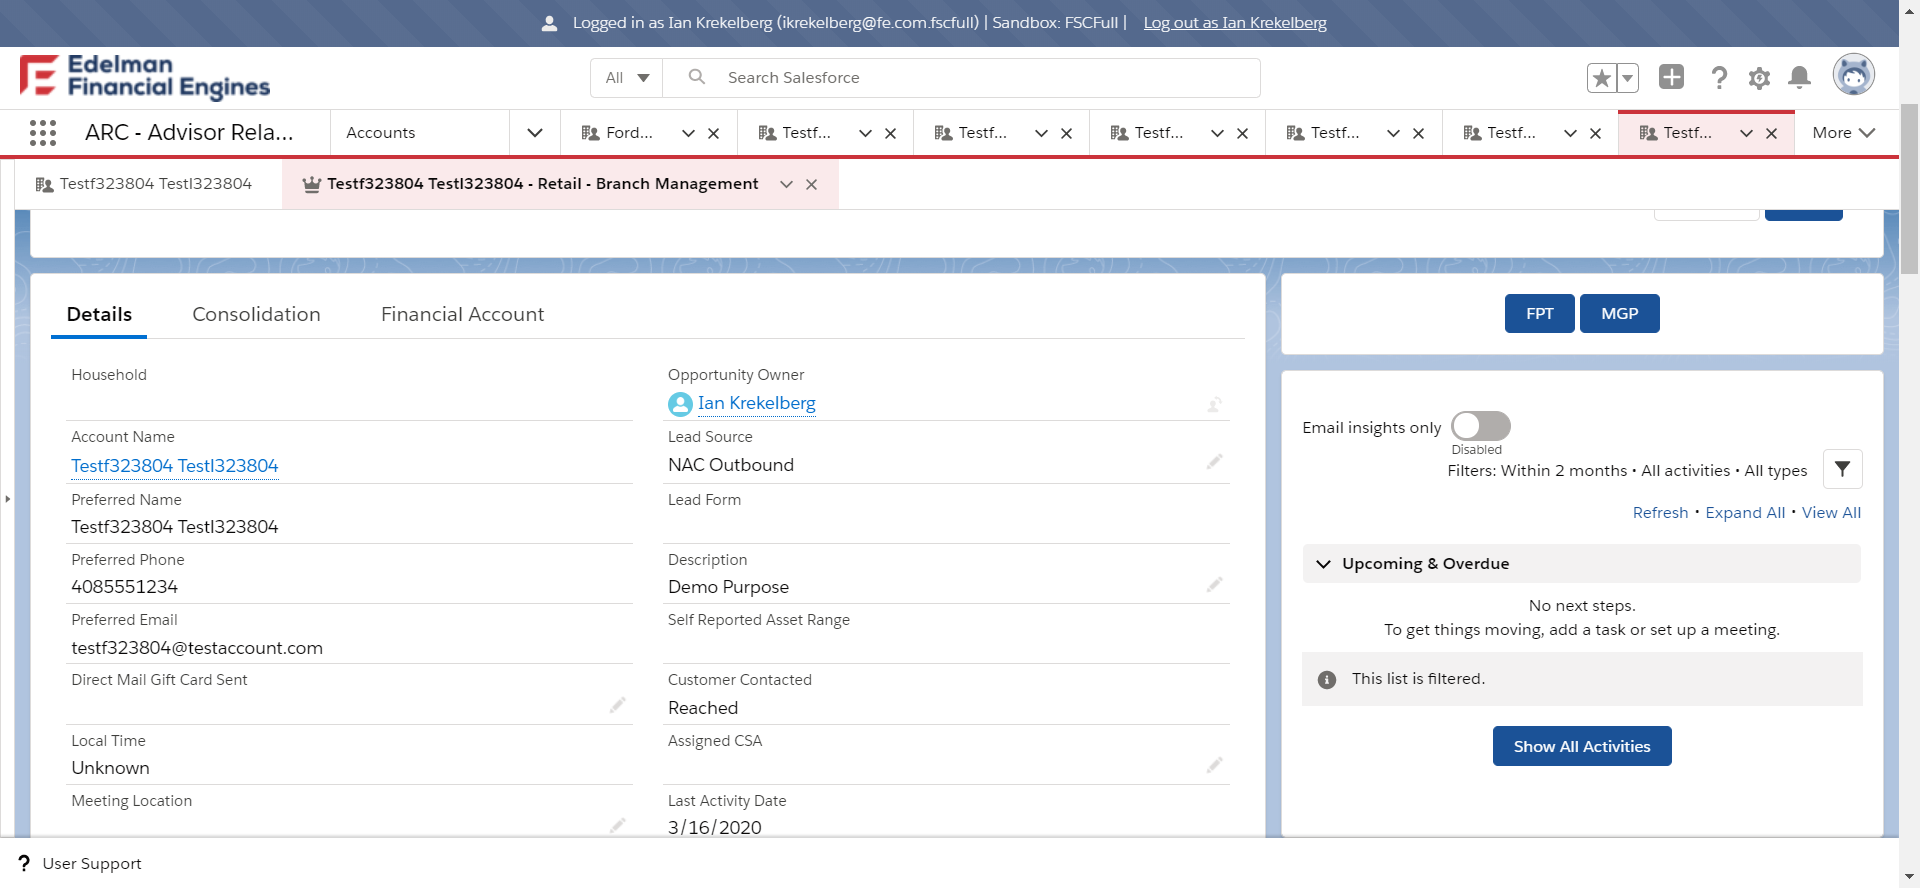 Logged in as Ian Krekelberg (ikrekelberg@fe.com.fscfull) | Sandbox: FSCFull | Log out as Ian Krekelberg
Edelman
Financial Engines
All
Search Salesforce
ARC - Advisor Rela...
Accounts
Ford...
Testf...
Testf...
Testf...
Testf...
Testf...
Testf...
More
Testf323804 Testl323804
Testf323804 Testl323804 - Retail - Branch Management
Details
Consolidation
Financial Account
Household
Opportunity Owner
Ian Krekelberg
Account Name
Testf323804 Testl323804
Lead Source
NAC Outbound
Preferred Name
Testf323804 Testl323804
Lead Form
Preferred Phone
4085551234
Description
Demo Purpose
Preferred Email
testf323804@testaccount.com
Self Reported Asset Range
Direct Mail Gift Card Sent
Customer Contacted
Reached
Local Time
Unknown
Assigned CSA
Meeting Location
Last Activity Date
3/16/2020
FPT
MGP
Email insights only
Disabled
Filters: Within 2 months • All activities • All types
Refresh • Expand All • View All
Upcoming & Overdue
No next steps.
To get things moving, add a task or set up a meeting.
This list is filtered.
Show All Activities
? User Support